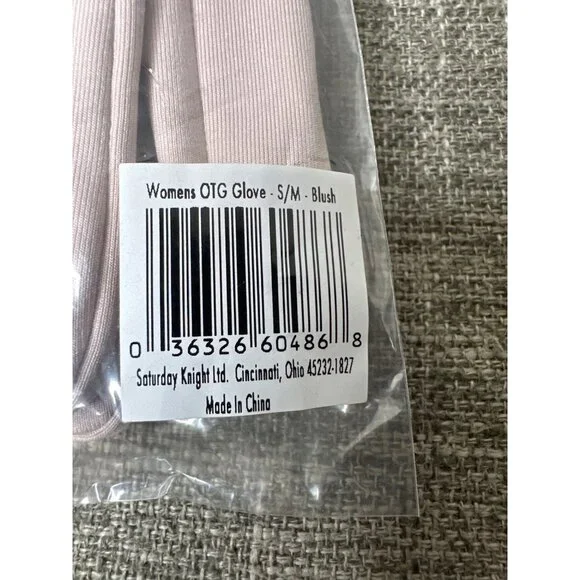 Womens OTG Glove - S/M - Blush
0 36326 60486 8
Saturday Knight Ltd. Cincinnati, Ohio 45232-1827
Made In China